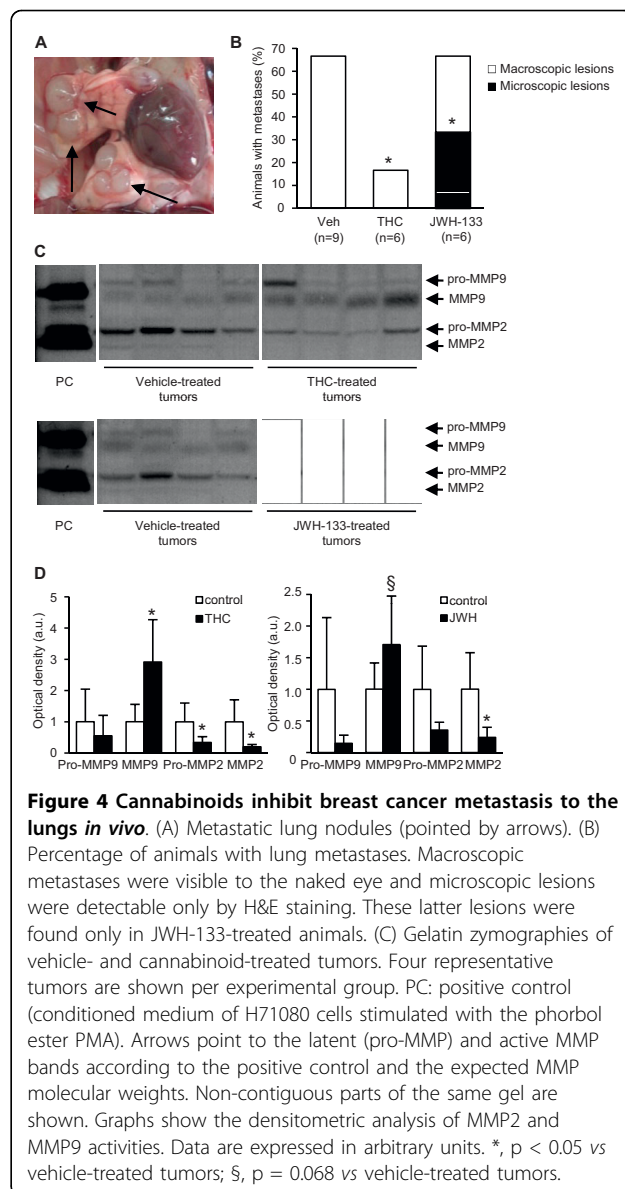 A
B
Animals with metastases (%)
70
60
50
40
30
20
10
0
*
*
Macroscopic lesions
Microscopic lesions
Veh
(n=9)
THC
(n=6)
JWH-133
(n=6)
C
pro-MMP9
MMP9
pro-MMP2
MMP2
PC
Vehicle-treated
tumors
THC-treated
tumors
pro-MMP9
MMP9
pro-MMP2
MMP2
PC
Vehicle-treated
tumors
JWH-133-treated
tumors
D
Optical density (a.u.)
5
4
3
2
1
0
control
THC
*
*
*
Pro-MMP9 MMP9 Pro-MMP2 MMP2
Optical density (a.u.)
2.5
2.0
1.5
1.0
0.5
0
§
control
JWH
*
Pro-MMP9 MMP9 Pro-MMP2 MMP2
Figure 4 Cannabinoids inhibit breast cancer metastasis to the
lungs in vivo. (A) Metastatic lung nodules (pointed by arrows). (B)
Percentage of animals with lung metastases. Macroscopic
metastases were visible to the naked eye and microscopic lesions
were detectable only by H&E staining. These latter lesions were
found only in JWH-133-treated animals. (C) Gelatin zymographies of
vehicle- and cannabinoid-treated tumors. Four representative
tumors are shown per experimental group. PC: positive control
(conditioned medium of H71080 cells stimulated with the phorbol
ester PMA). Arrows point to the latent (pro-MMP) and active MMP
bands according to the positive control and the expected MMP
molecular weights. Non-contiguous parts of the same gel are
shown. Graphs show the densitometric analysis of MMP2 and
MMP9 activities. Data are expressed in arbitrary units. *, p < 0.05 vs
vehicle-treated tumors; §, p = 0.068 vs vehicle-treated tumors.